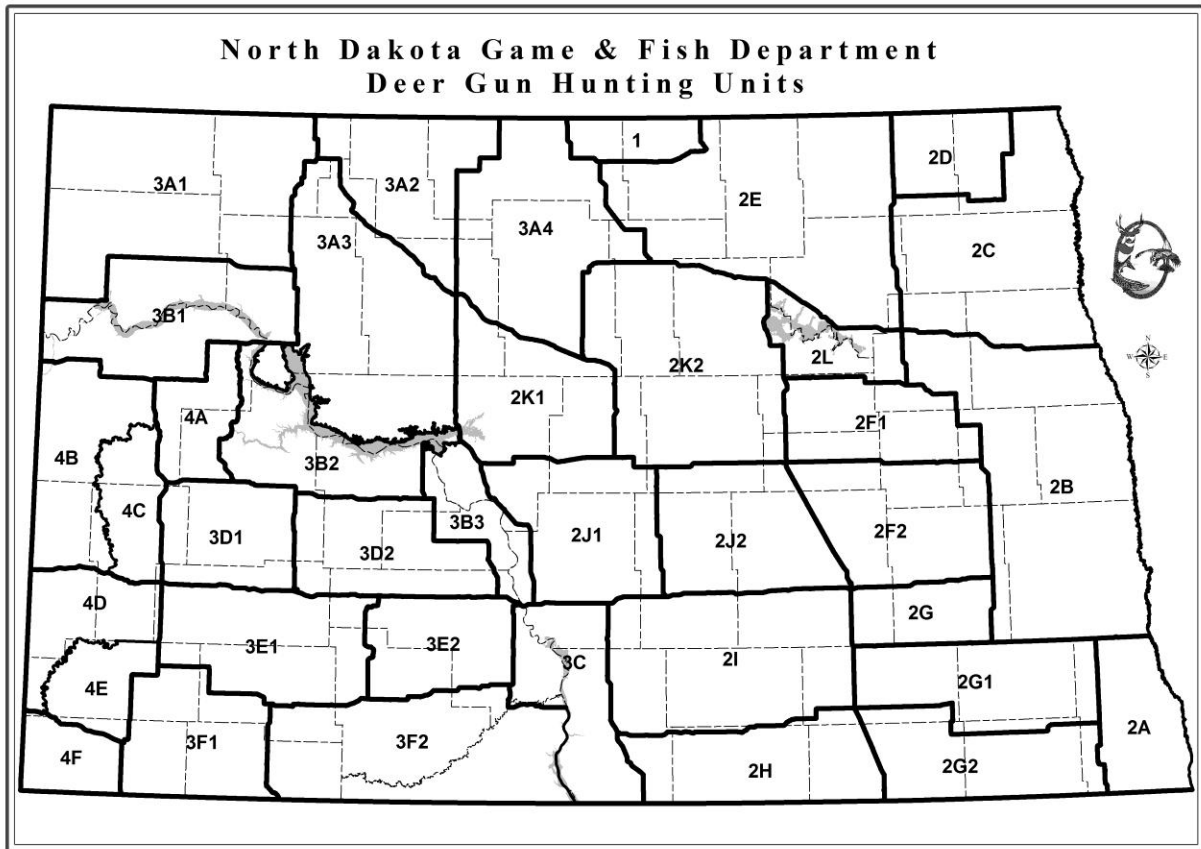 North Dakota Game & Fish Department
Deer Gun Hunting Units
1
2D
3A1
3A2
2E
3A4
3A3
2C
3B1
2L
2K2
2K1
4A
2F1
4B
3B2
2B
4C
3B3
3D1
2J1
2J2
2F2
3D2
4D
2G
3E1
3E2
3C
2I
2G1
4E
2A
3F1
3F2
4F
2H
2G2
N
W E
S